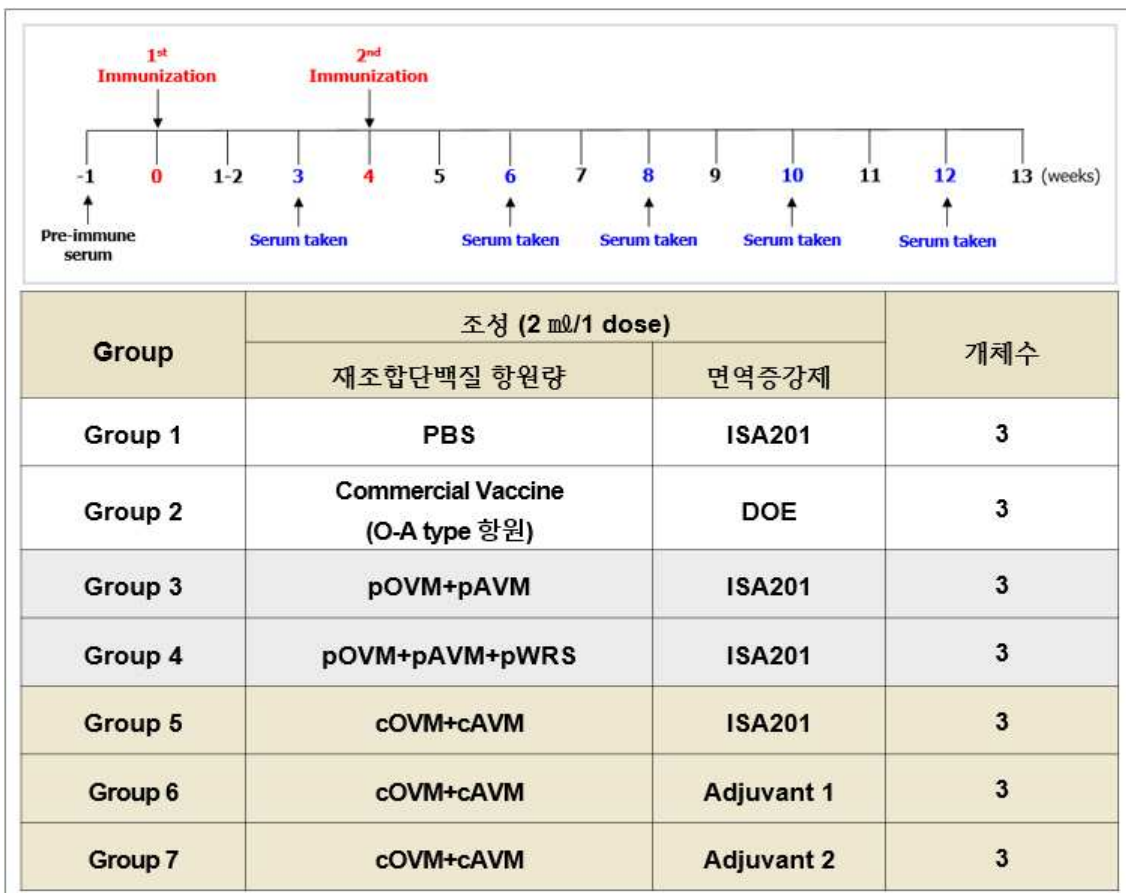 1st 2nd
Immunization Immunization
-1 0 1-2 3 4 5 6 7 8 9 10 11 12 13 (weeks)
Pre-immune Serum taken Serum taken Serum taken Serum taken Serum taken
serum
Group 조성 (2 ㎖/1 dose) 개체수
재조합단백질 항원량 면역증강제
Group 1 PBS ISA201 3
Group 2 Commercial Vaccine (O-A type 항원) DOE 3
Group 3 pOVM+pAVM ISA201 3
Group 4 pOVM+pAVM+pWRS ISA201 3
Group 5 cOVM+cAVM ISA201 3
Group 6 cOVM+cAVM Adjuvant 1 3
Group 7 cOVM+cAVM Adjuvant 2 3